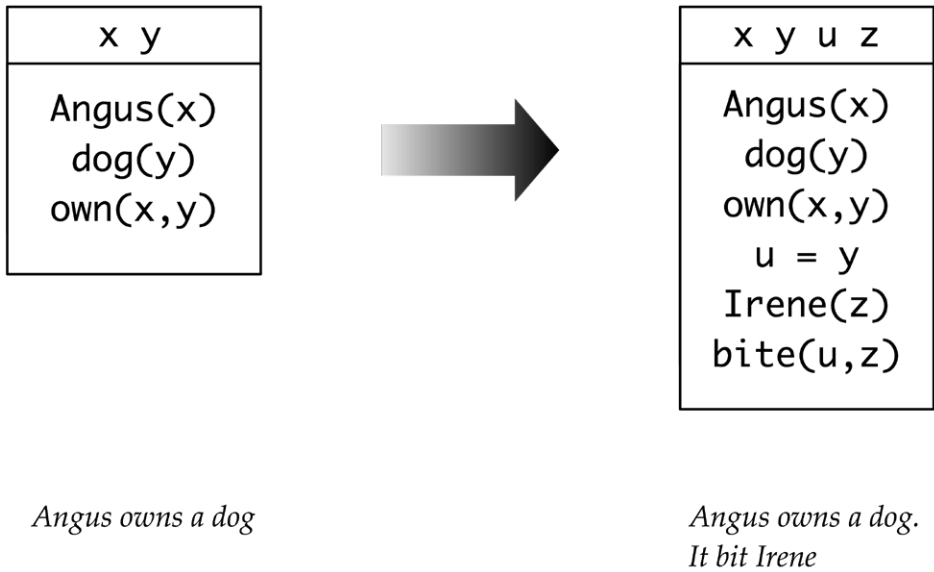 x y
Angus(x)
dog(y)
own(x,y)
Angus owns a dog
x y u z
Angus(x)
dog(y)
own(x,y)
u = y
Irene(z)
bite(u,z)
Angus owns a dog.
It bit Irene